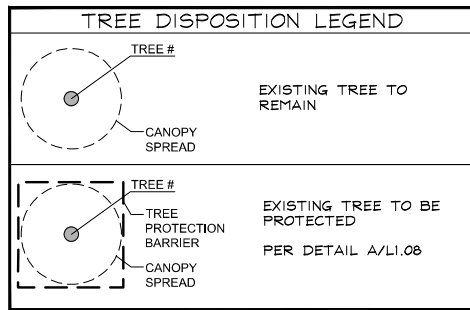 TREE DISPOSITION LEGEND
TREE #
CANOPY
SPREAD
EXISTING TREE TO
REMAIN
TREE #
TREE
PROTECTION
BARRIER
CANOPY
SPREAD
EXISTING TREE TO BE
PROTECTED
PER DETAIL A/L1.08